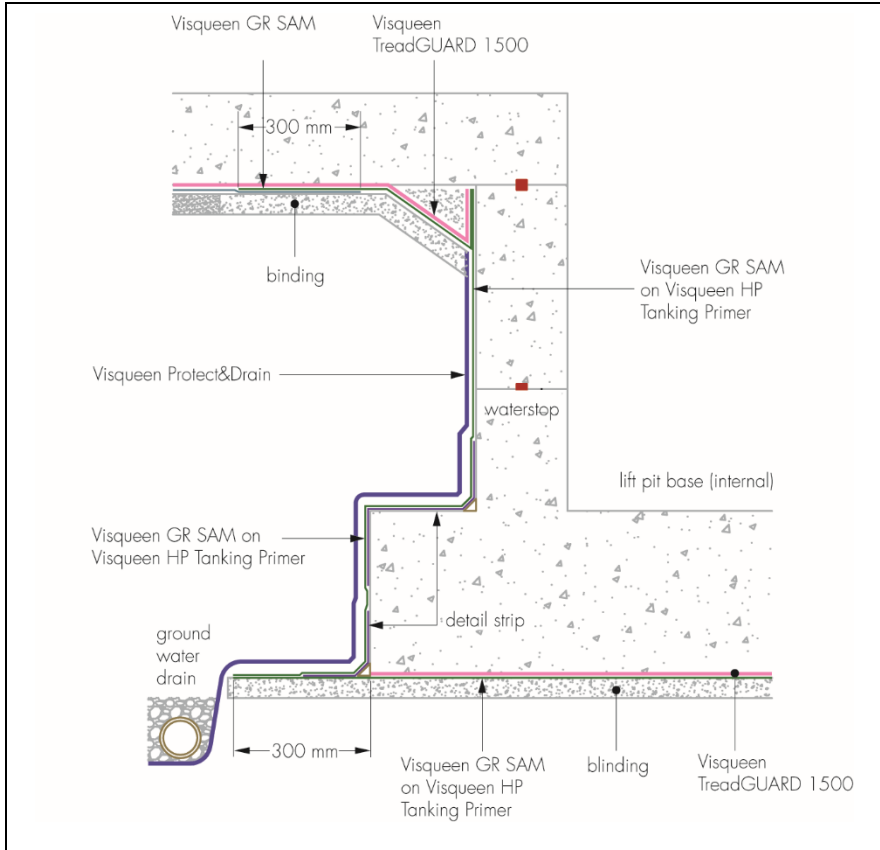 Visqueen GR SAM
Visqueen
TreadGUARD 1500
300 mm
binding
Visqueen GR SAM
on Visqueen HP
Tanking Primer
Visqueen Protect&Drain
waterstop
lift pit base (internal)
Visqueen GR SAM on
Visqueen HP Tanking Primer
detail strip
ground
water
drain
300 mm
Visqueen GR SAM
on Visqueen HP
Tanking Primer
blinding
Visqueen
TreadGUARD 1500